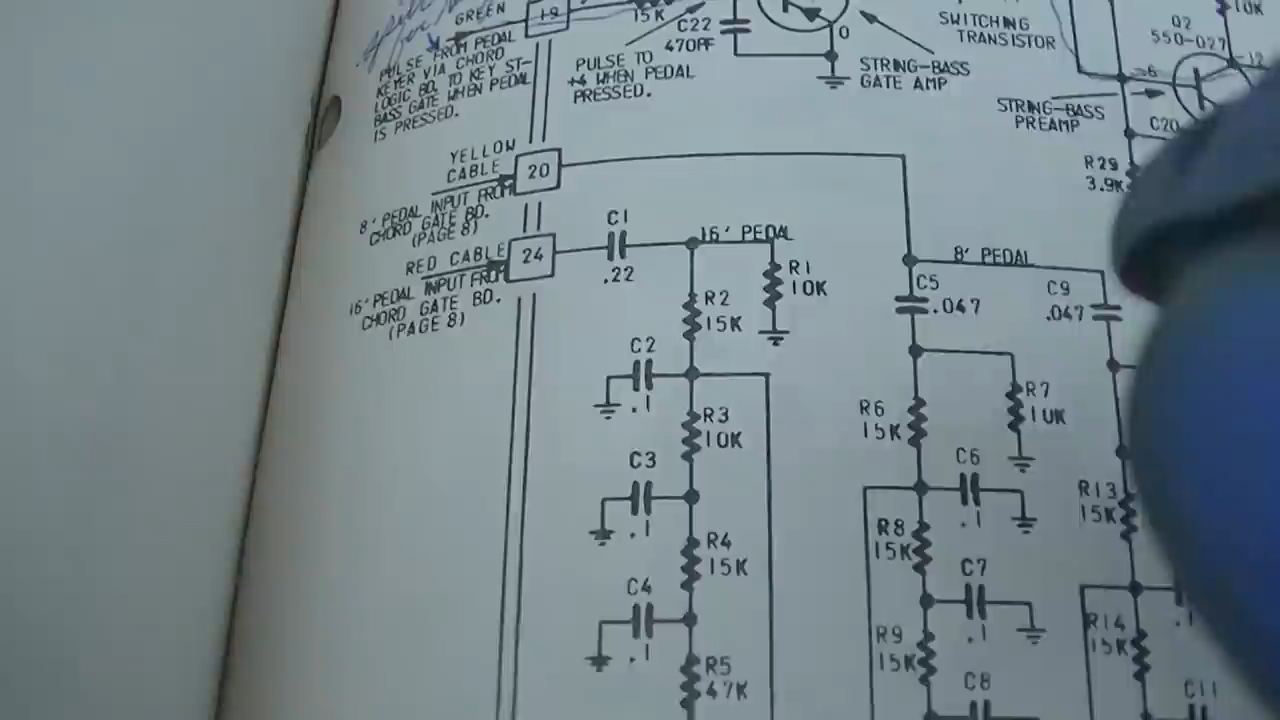 GREEN
19
15K
C22
470PF
O
SWITCHING
TRANSISTOR
Q2
550-027
10K
PULSE FROM PEDAL
KEYER VIA CHORD
LOGIC BD. TO KEY ST-
BASS GATE WHEN PEDAL
IS PRESSED.
PULSE TO
+4 WHEN PEDAL
PRESSED.
STRING-BASS
GATE AMP
STRING-BASS
PREAMP
C20
R29
3.9K
YELLOW
CABLE
20
8' PEDAL INPUT FROM
CHORD GATE BD.
(PAGE 8)
RED CABLE
24
16' PEDAL INPUT FROM
CHORD GATE BD.
(PAGE 8)
C1
.22
16' PEDAL
R1
10K
R2
15K
8' PEDAL
C5
.047
C9
.047
C2
.1
R3
10K
R6
15K
R7
10K
C3
.1
C6
.1
R13
15K
R4
15K
R8
15K
C4
.1
C7
.1
R9
15K
R14
15K
.1
R5
47K
C8
C11